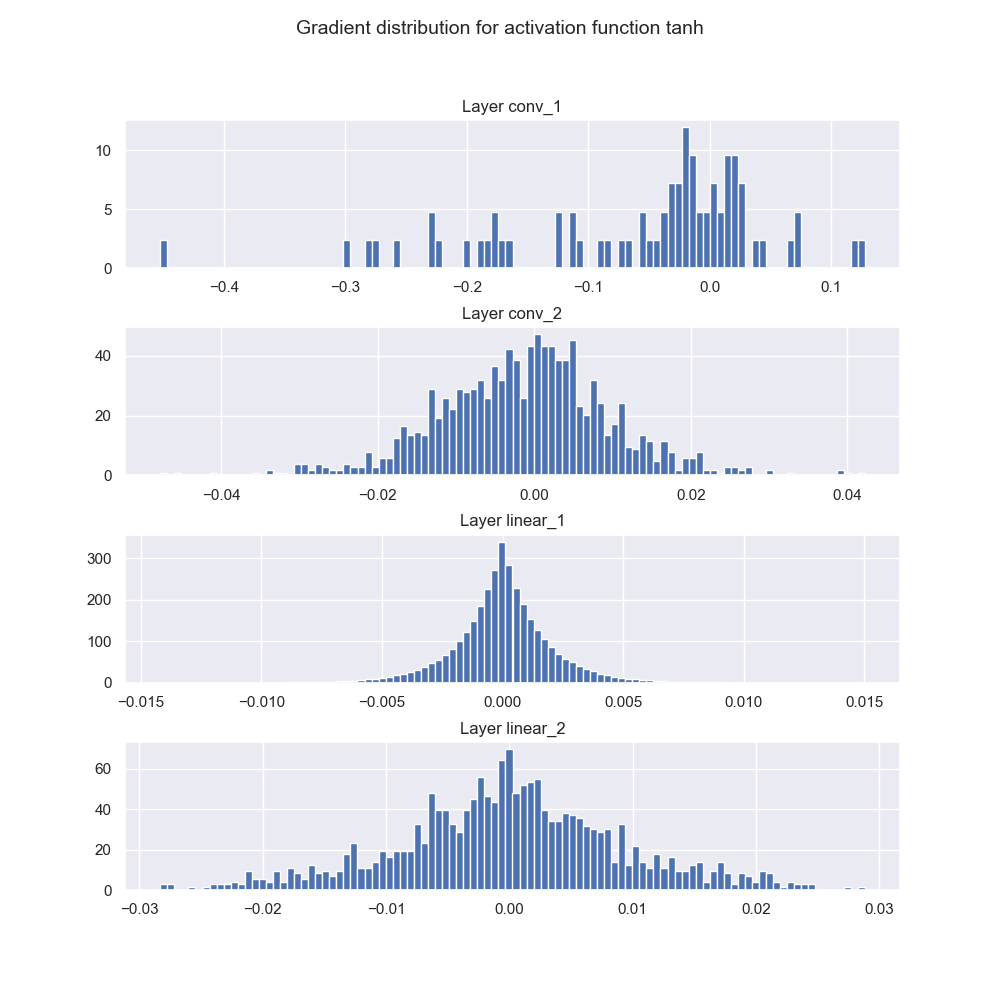 Gradient distribution for activation function tanh
Layer conv_1
10
5
0
−0.4 −0.3 −0.2 −0.1 0.0 0.1
Layer conv_2
40
20
0
−0.04 −0.02 0.00 0.02 0.04
Layer linear_1
300
200
100
0
−0.015 −0.010 −0.005 0.000 0.005 0.010 0.015
Layer linear_2
60
40
20
0
−0.03 −0.02 −0.01 0.00 0.01 0.02 0.03